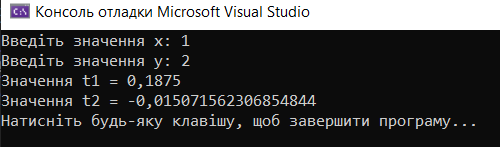 C:\ Консоль отладки Microsoft Visual Studio
Введіть значення x: 1
Введіть значення y: 2
Значення t1 = 0,1875
Значення t2 = -0,015071562306854844
Натисніть будь-яку клавішу, щоб завершити програму...